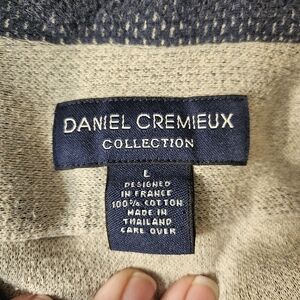 DANIEL CREMIEUX
COLLECTION
L
DESIGNED
IN FRANCE
100% COTTON
MADE IN
THAILAND
CARE OVER